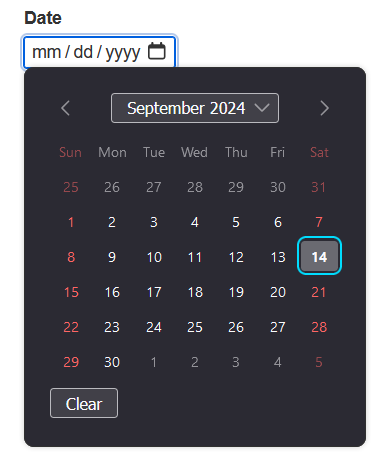 Date
mm / dd / yyyy
September 2024
Sun Mon Tue Wed Thu Fri Sat
25 26 27 28 29 30 31
1 2 3 4 5 6 7
8 9 10 11 12 13 14
15 16 17 18 19 20 21
22 23 24 25 26 27 28
29 30 1 2 3 4 5
Clear